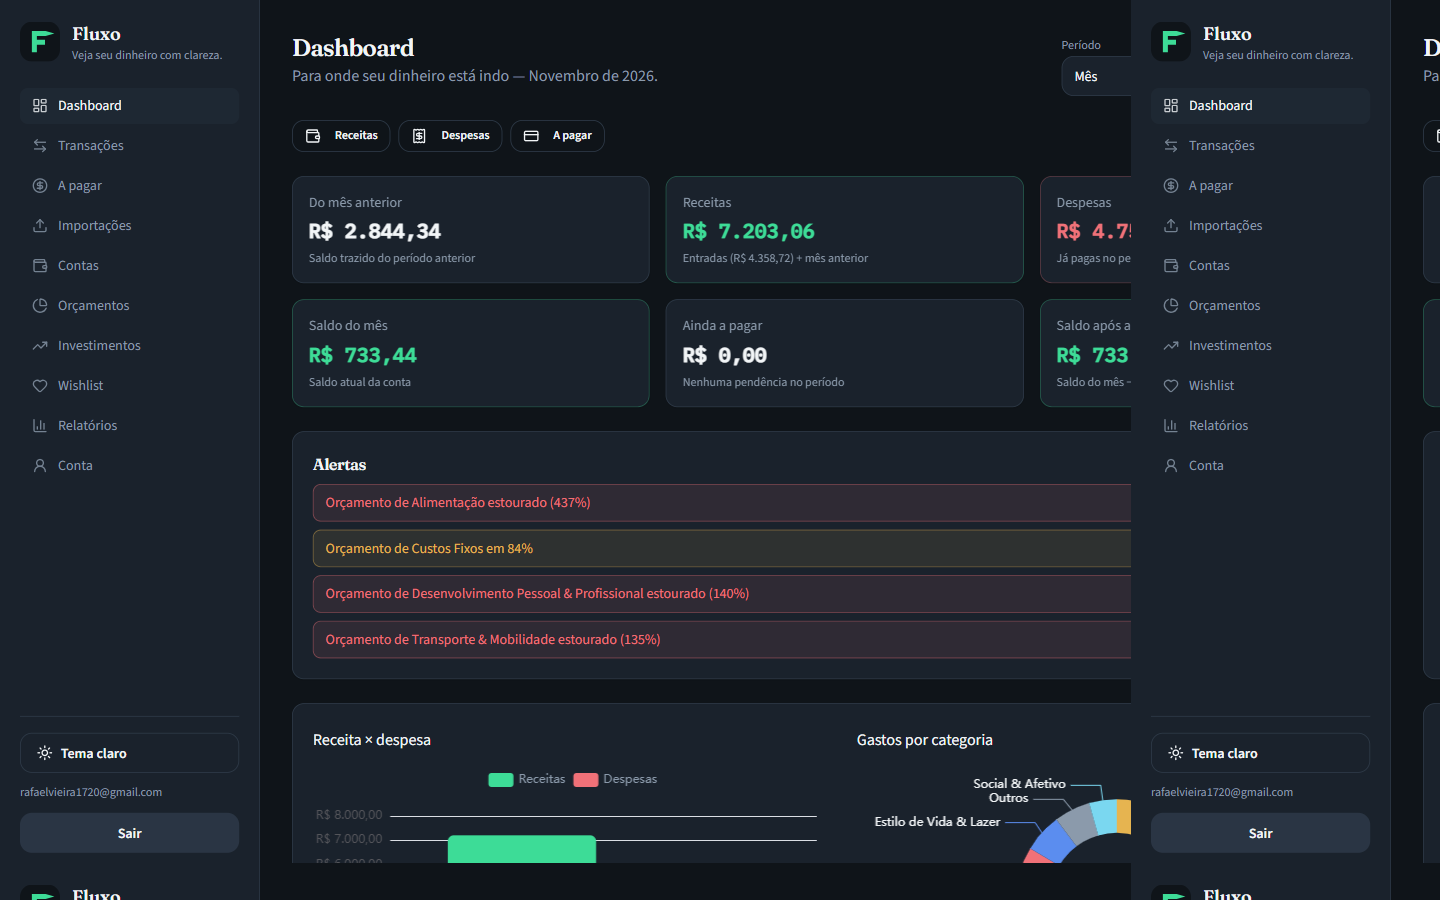 Fluxo
Veja seu dinheiro com clareza.
Dashboard
Transações
A pagar
Importações
Contas
Orçamentos
Investimentos
Wishlist
Relatórios
Conta
Tema claro
rafaelvieira1720@gmail.com
Sair
Fluxo
Dashboard
Para onde seu dinheiro está indo — Novembro de 2026.
Período
Mês
Receitas
Despesas
A pagar
Do mês anterior
R$ 2.844,34
Saldo trazido do período anterior
Receitas
R$ 7.203,06
Entradas (R$ 4.358,72) + mês anterior
Despesas
R$ 4.7
Já pagas no pe
Saldo do mês
R$ 733,44
Saldo atual da conta
Ainda a pagar
R$ 0,00
Nenhuma pendência no período
Saldo após a
R$ 733
Saldo do mês –
Alertas
Orçamento de Alimentação estourado (437%)
Orçamento de Custos Fixos em 84%
Orçamento de Desenvolvimento Pessoal & Profissional estourado (140%)
Orçamento de Transporte & Mobilidade estourado (135%)
Receita × despesa
Receitas
Despesas
R$ 8.000,00
R$ 7.000,00
R$ 6.000,00
Gastos por categoria
Social & Afetivo
Outros
Estilo de Vida & Lazer
Fluxo
Veja seu dinheiro com clareza.
Dashboard
Transações
A pagar
Importações
Contas
Orçamentos
Investimentos
Wishlist
Relatórios
Conta
Tema claro
rafaelvieira1720@gmail.com
Sair
Fluxo
D
Pa